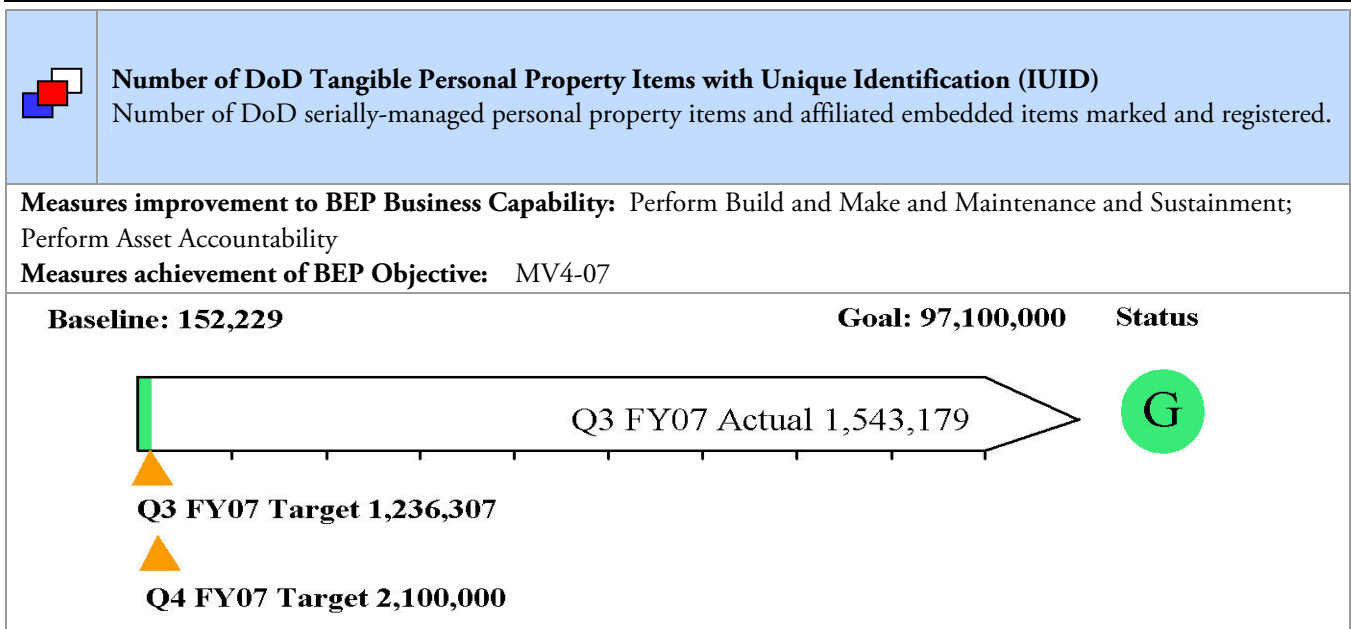 Number of DoD Tangible Personal Property Items with Unique Identification (IUID)
Number of DoD serially-managed personal property items and affiliated embedded items marked and registered.
Measures improvement to BEP Business Capability: Perform Build and Make and Maintenance and Sustainment;
Perform Asset Accountability
Measures achievement of BEP Objective: MV4-07
Baseline: 152,229 Goal: 97,100,000 Status
Q3 FY07 Actual 1,543,179 G
Q3 FY07 Target 1,236,307
Q4 FY07 Target 2,100,000